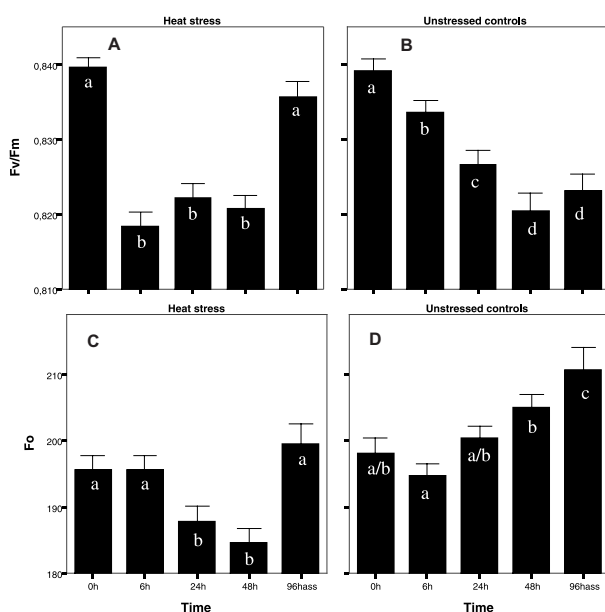 Heat stress
Unstressed controls
A
B
Fv/Fm
0,840
0,830
0,820
0,810
a
b
b
b
a
a
b
c
d
d
Heat stress
Unstressed controls
C
D
Fo
210
200
190
180
a
a
b
b
a
a/b
a
a/b
b
c
0h
6h
24h
48h
96hass
0h
6h
24h
48h
96hass
Time
Time